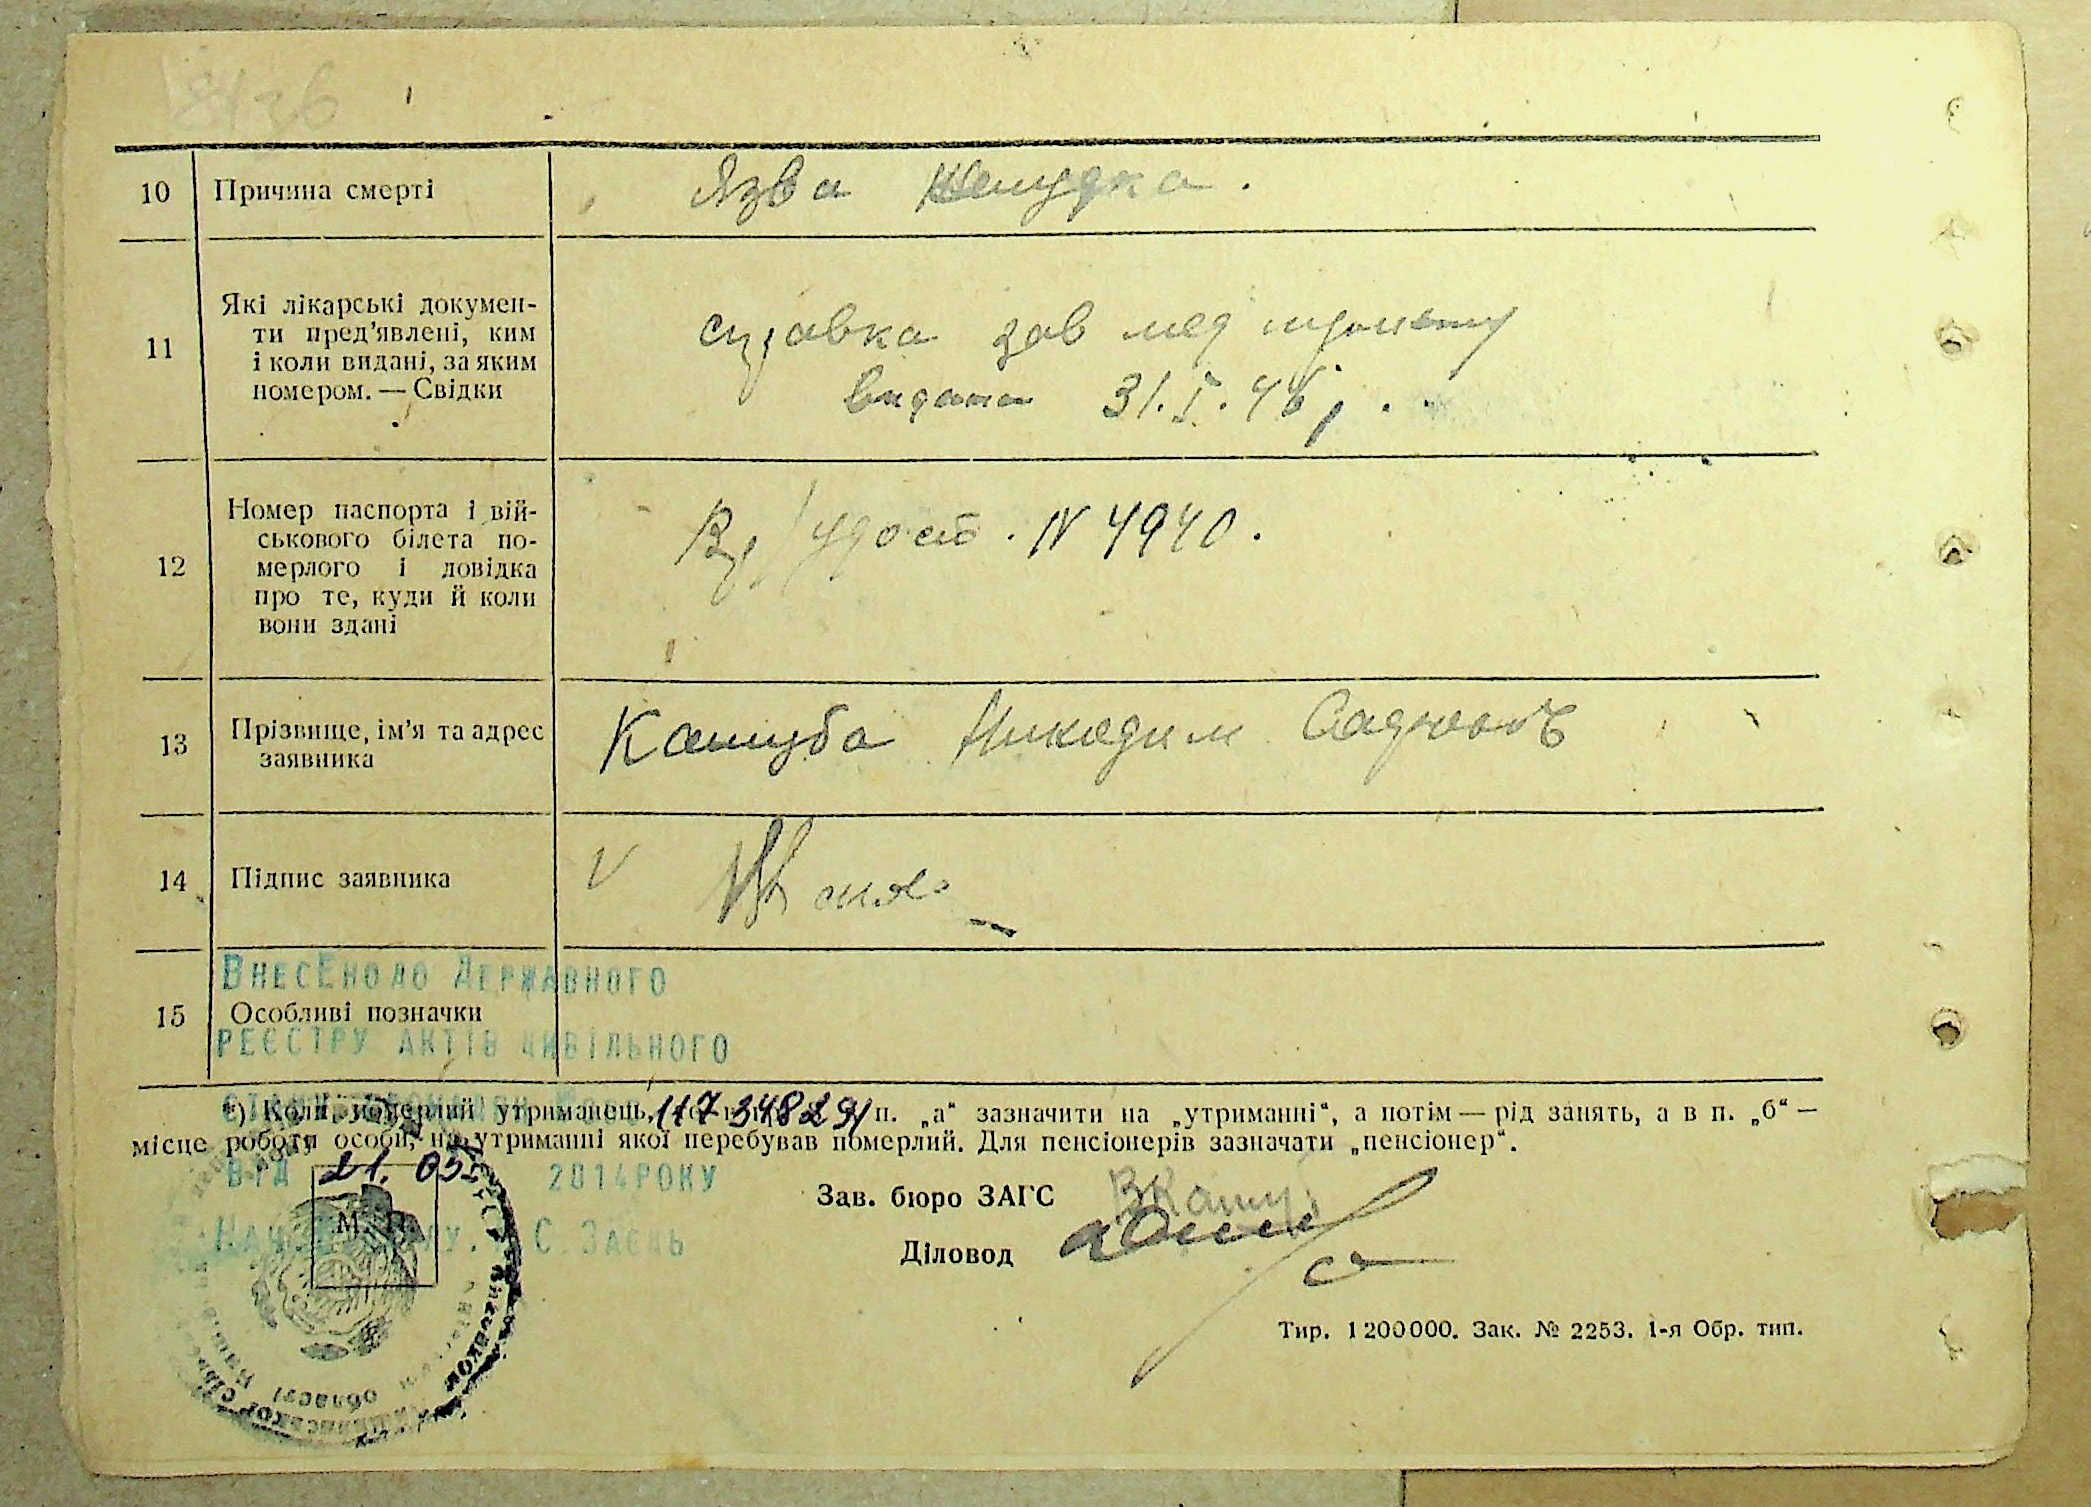 10 Причина смерті Язва желудка.
11 Які лікарські докумен-
ти пред’явлені, ким
і коли видані, за яким
номером. — Свідки
справка зав мед пункту
видана 31.I.46 р.
12 Номер паспорта і вій-
ськового білета по-
мерлого і довідка
про те, куди й коли
вони здані
удост. N 4940.
13 Прізвище, ім’я та адрес
заявника
Кашуба Никодим
14 Підпис заявника V
ВНЕСЕНО ДО ДЕРЖАВНОГО
15 Особливі позначки
РЕЄСТРУ АКТІВ ЦИВІЛЬНОГО
*) Коли померлий утриманець, 11734829 п. „а“ зазначити на „утриманні“, а потім — рід занять, а в п. „б“ —
місце роботи особи, на утриманні якої перебував померлий. Для пенсіонерів зазначати „пенсіонер“.
ВІД 21. 05 2014 РОКУ
Зав. бюро ЗАГС
М. П.
С. ЗАЄЦЬ
Діловод
Тир. 1200000. Зак. № 2253. 1-я Обр. тип.
області